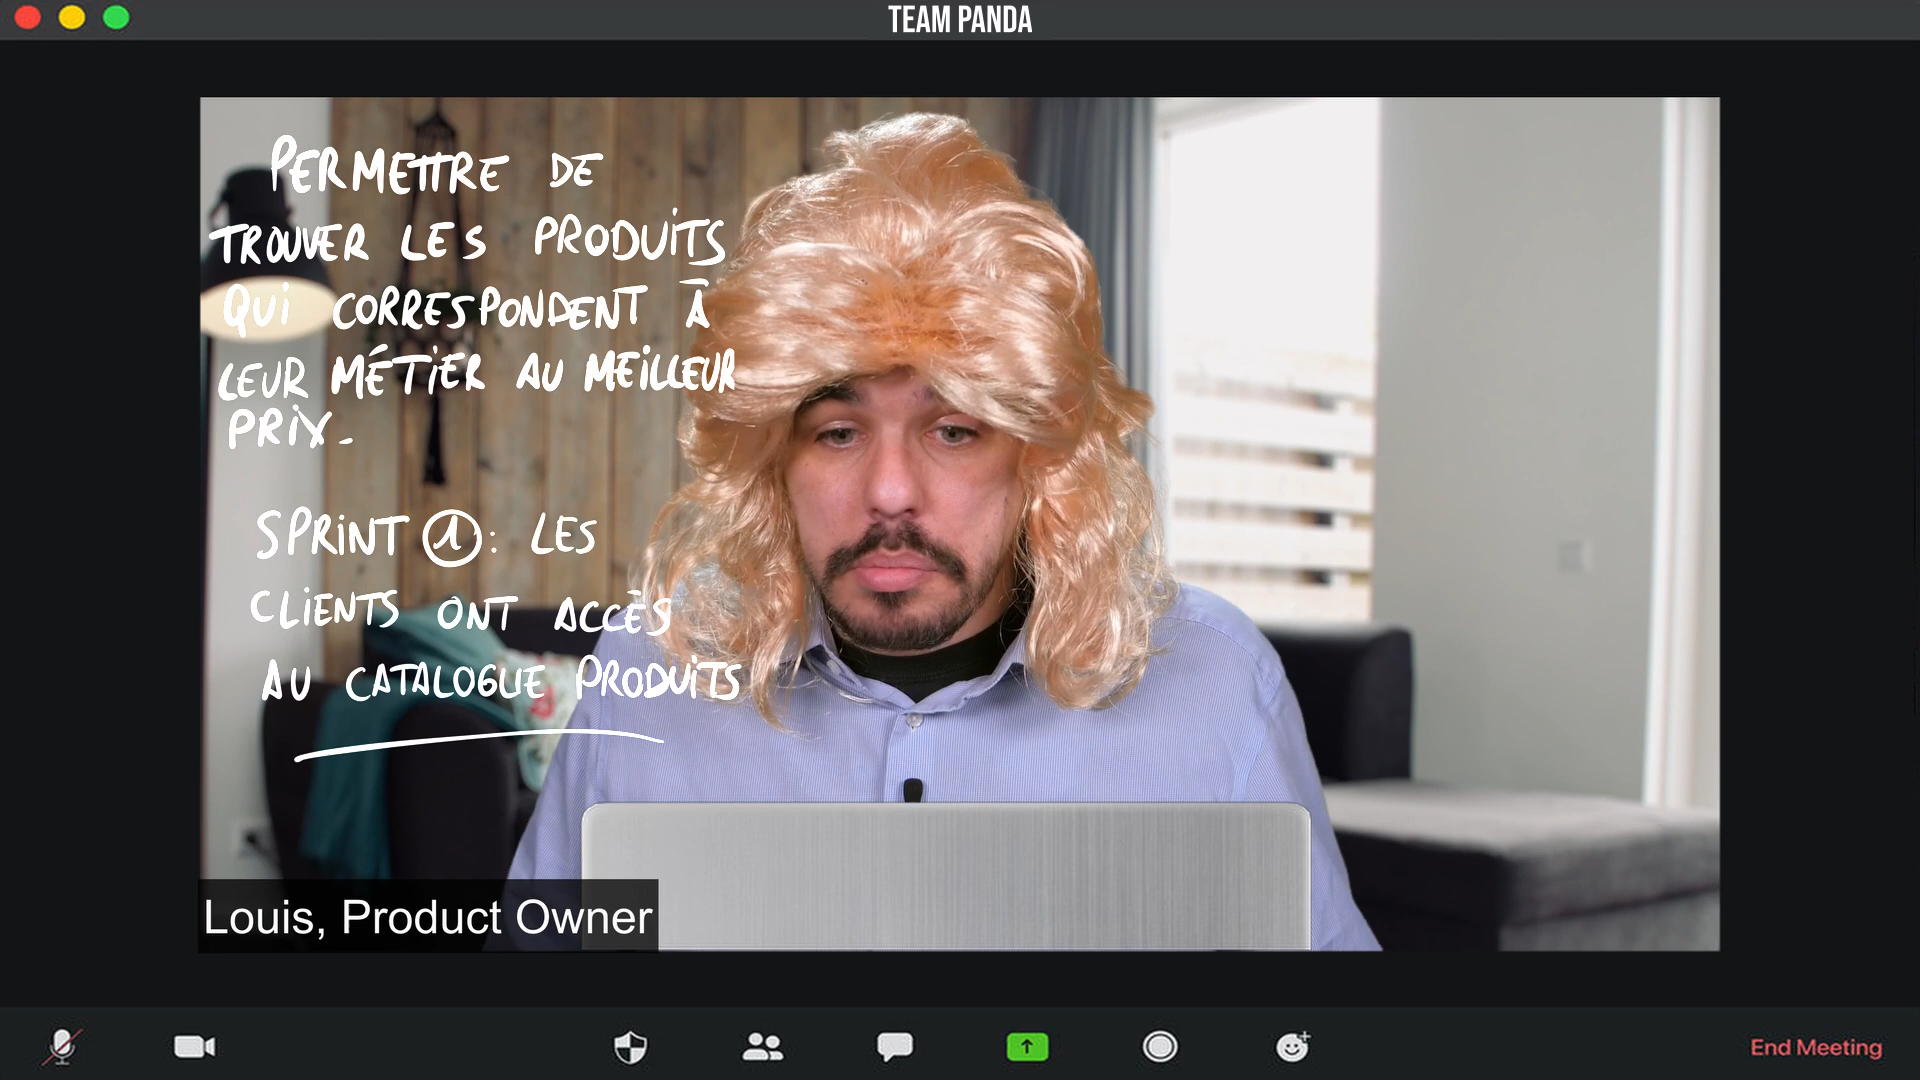 TEAM PANDA
PERMETTRE DE
TROUVER LES PRODUITS
QUI CORRESPONDENT À
LEUR MÉTIER AU MEILLEUR
PRIX.
SPRINT 1 : LES
CLIENTS ONT ACCÈS
AU CATALOGUE PRODUITS
Louis, Product Owner
End Meeting